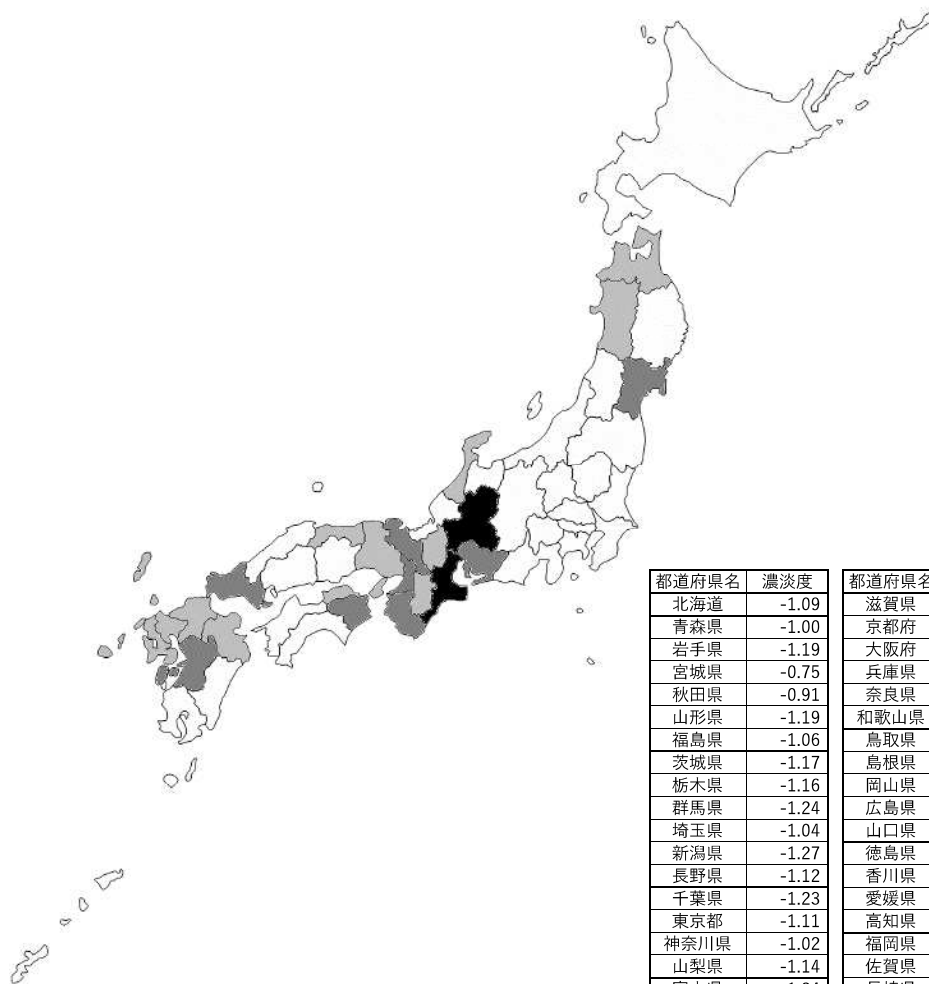 都道府県名 濃淡度 都道府県名
北海道 -1.09 滋賀県
青森県 -1.00 京都府
岩手県 -1.19 大阪府
宮城県 -0.75 兵庫県
秋田県 -0.91 奈良県
山形県 -1.19 和歌山県
福島県 -1.06 鳥取県
茨城県 -1.17 島根県
栃木県 -1.16 岡山県
群馬県 -1.24 広島県
埼玉県 -1.04 山口県
新潟県 -1.27 徳島県
長野県 -1.12 香川県
千葉県 -1.23 愛媛県
東京都 -1.11 高知県
神奈川県 -1.02 福岡県
山梨県 -1.14 佐賀県